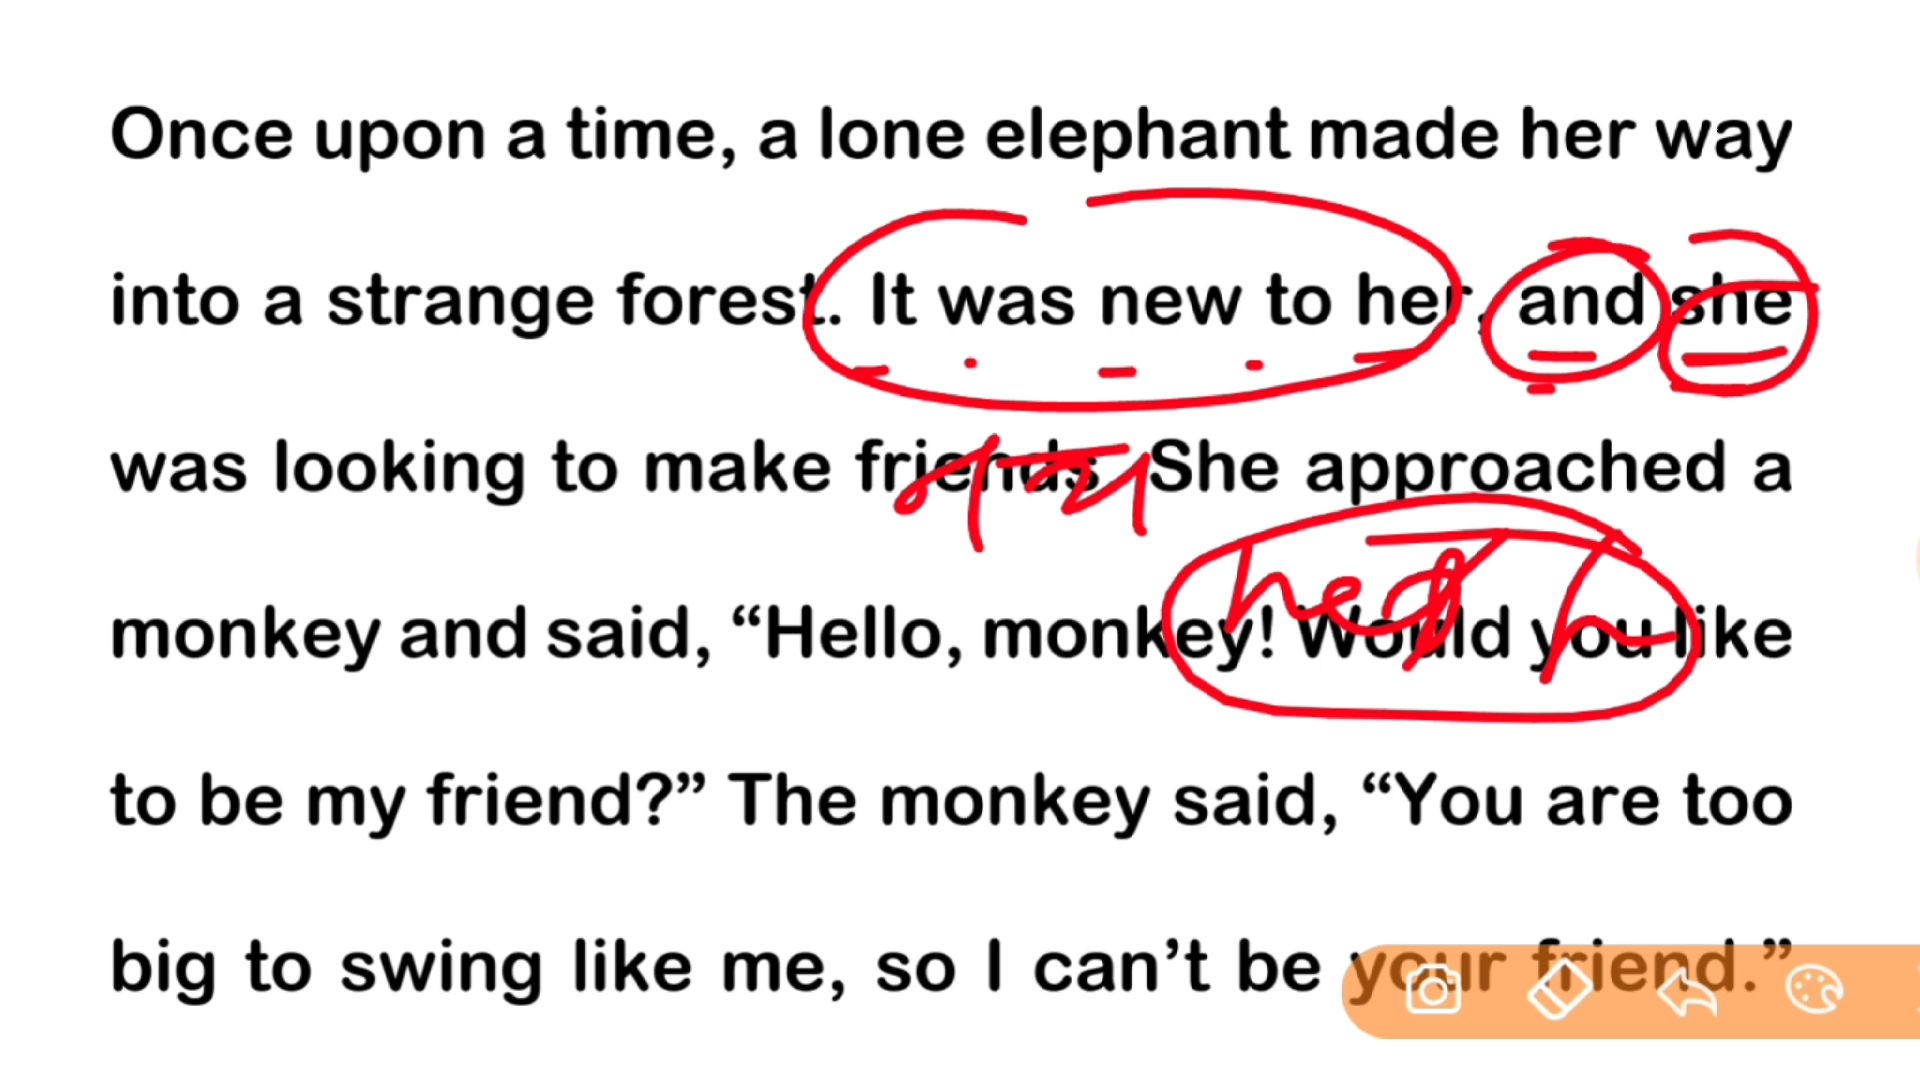 Once upon a time, a lone elephant made her way
into a strange forest. It was new to her, and she
was looking to make friends. She approached a
monkey and said, “Hello, monkey! Would you like
to be my friend?” The monkey said, “You are too
big to swing like me, so I can’t be your friend.”